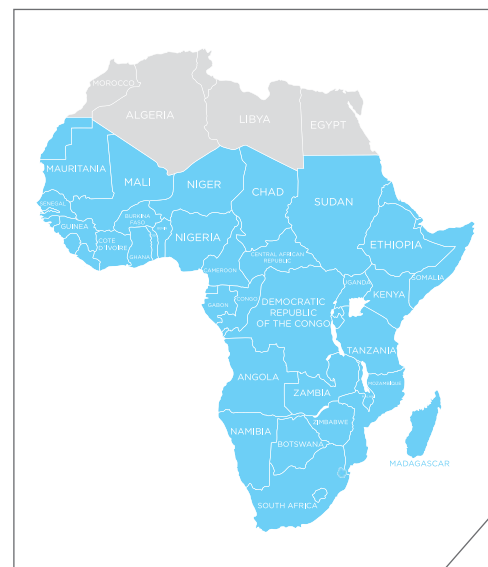 MOROCCO
ALGERIA
LIBYA
EGYPT
MAURITANIA
MALI
NIGER
CHAD
SUDAN
SENEGAL
BURKINA
FASO
GUINEA
NIGERIA
COTE
D'IVOIRE
GHANA
ETHIOPIA
CENTRAL AFRICAN
REPUBLIC
SOMALIA
CAMEROON
UGANDA
KENYA
GABON
CONGO
DEMOCRATIC
REPUBLIC
OF THE CONGO
TANZANIA
ANGOLA
ZAMBIA
MOZAMBIQUE
ZIMBABWE
NAMIBIA
BOTSWANA
MADAGASCAR
SOUTH AFRICA